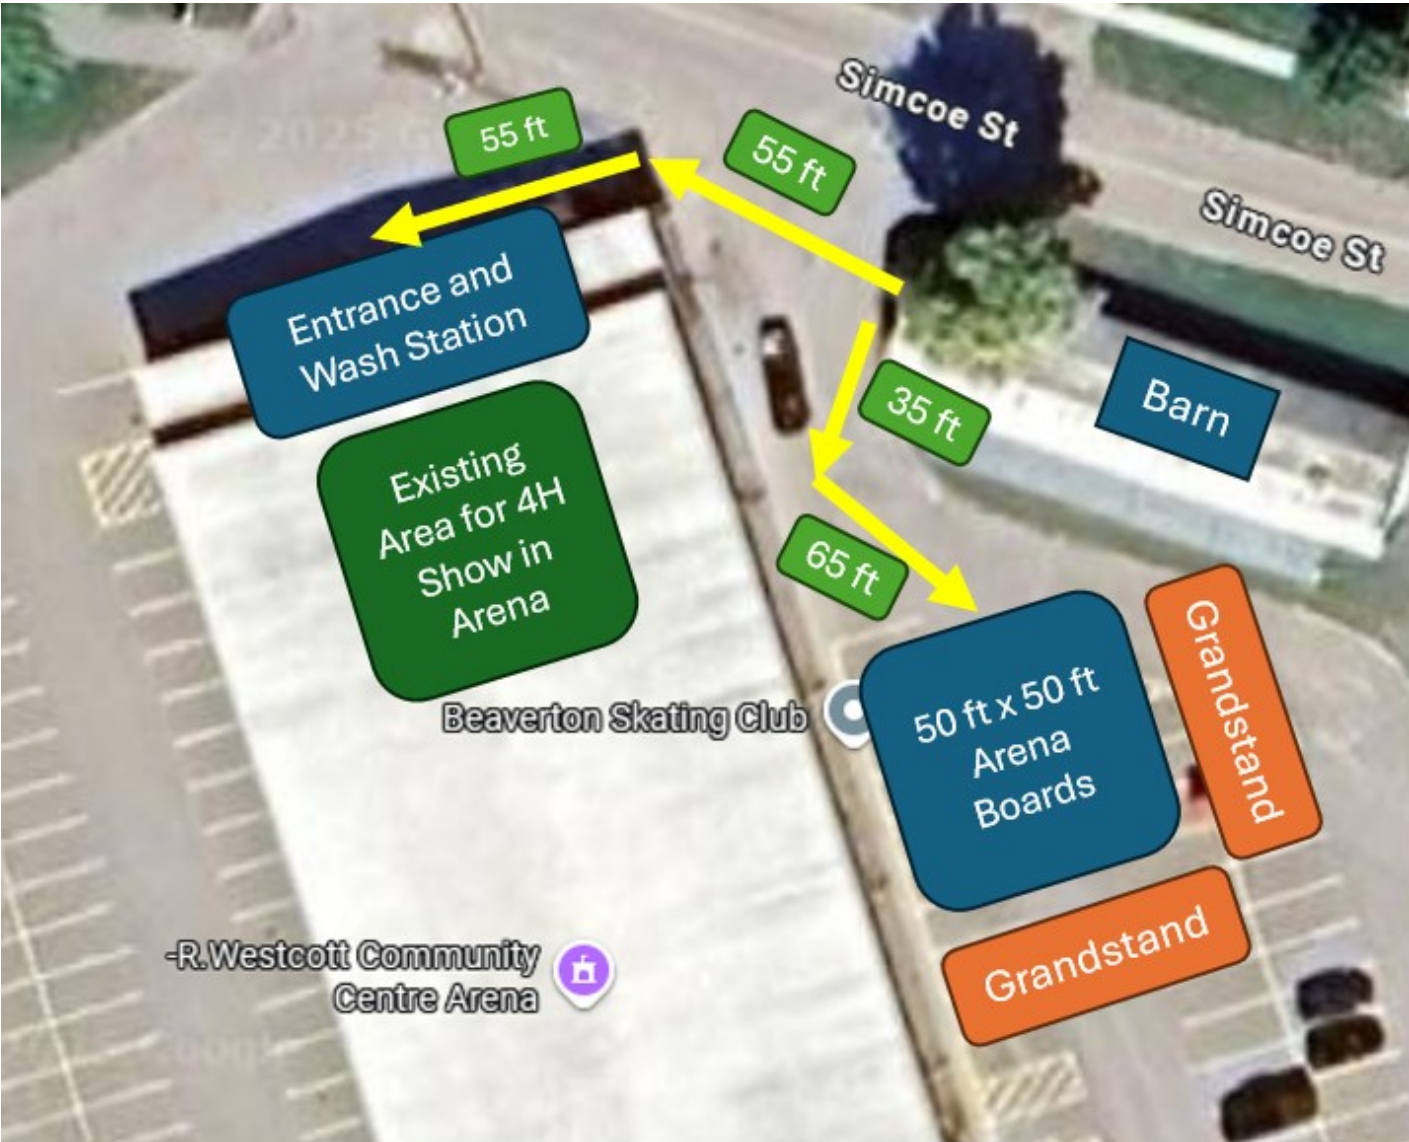 Simcoe St
55 ft
55 ft
Simcoe St
Entrance and
Wash Station
35 ft
Barn
Existing
Area for 4H
Show in
Arena
65 ft
Grandstand
50 ft x 50 ft
Arena
Boards
Beaverton Skating Club
Grandstand
-R.Westcott Community
Centre Arena